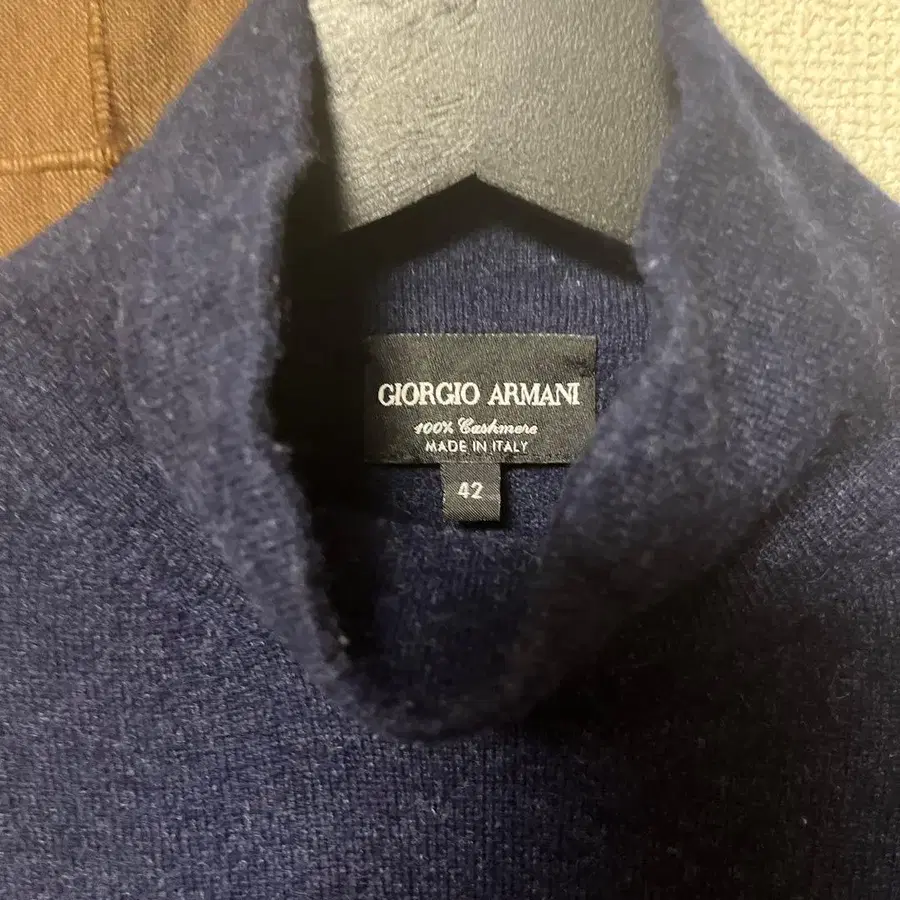 GIORGIO ARMANI
100% Cashmere
MADE IN ITALY
42